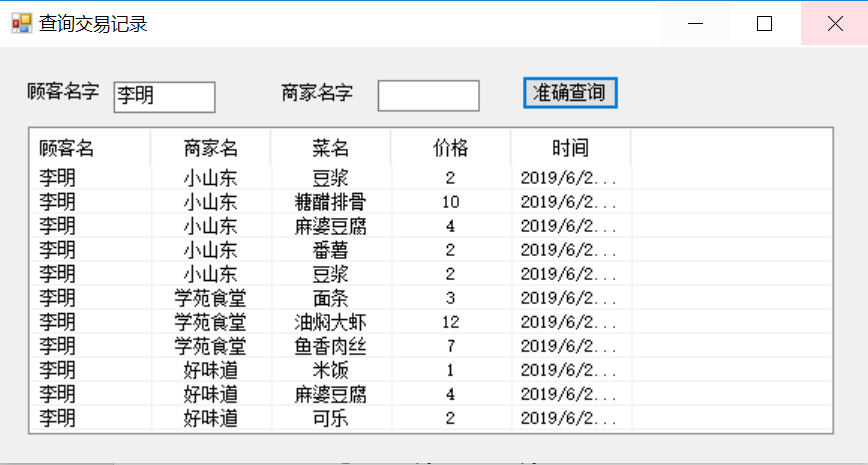 查询交易记录
顾客名字 李明 商家名字 准确查询
顾客名 商家名 菜名 价格 时间
李明 小山东 豆浆 2 2019/6/2...
李明 小山东 糖醋排骨 10 2019/6/2...
李明 小山东 麻婆豆腐 4 2019/6/2...
李明 小山东 番薯 2 2019/6/2...
李明 小山东 豆浆 2 2019/6/2...
李明 学苑食堂 面条 3 2019/6/2...
李明 学苑食堂 油焖大虾 12 2019/6/2...
李明 学苑食堂 鱼香肉丝 7 2019/6/2...
李明 好味道 米饭 1 2019/6/2...
李明 好味道 麻婆豆腐 4 2019/6/2...
李明 好味道 可乐 2 2019/6/2...